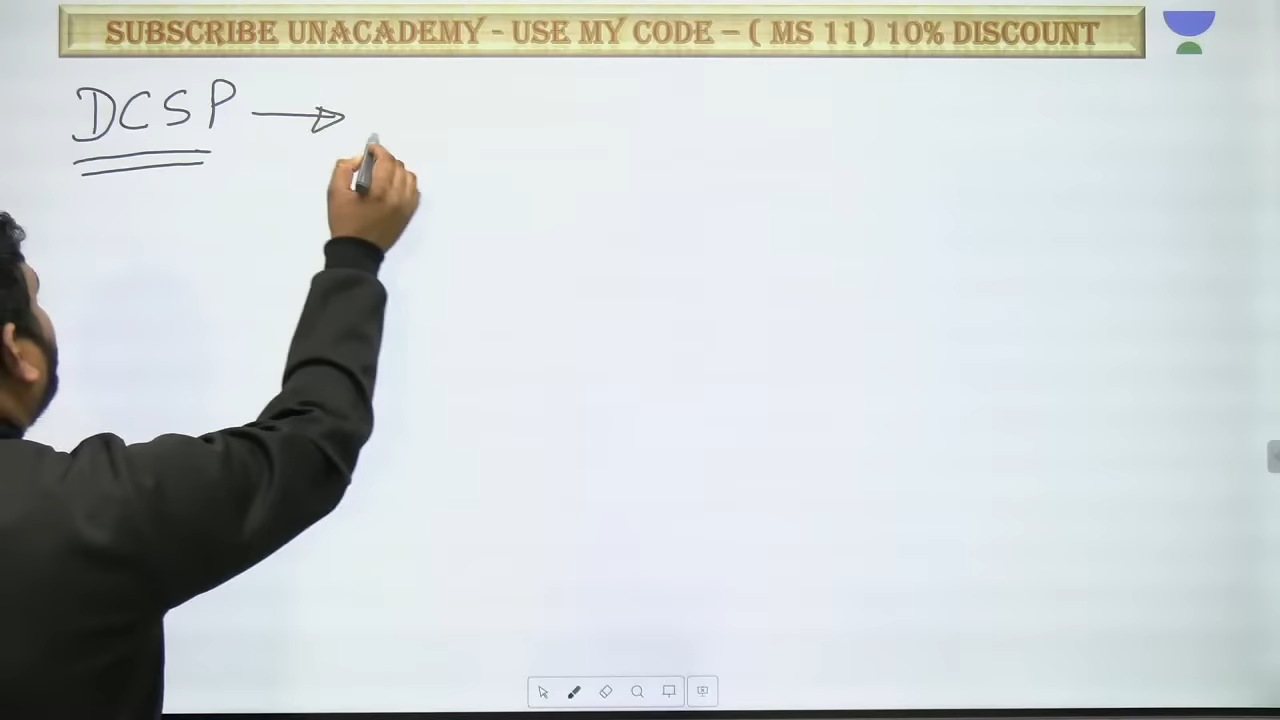 SUBSCRIBE UNACADEMY - USE MY CODE – ( MS 11) 10% DISCOUNT
DCSP →